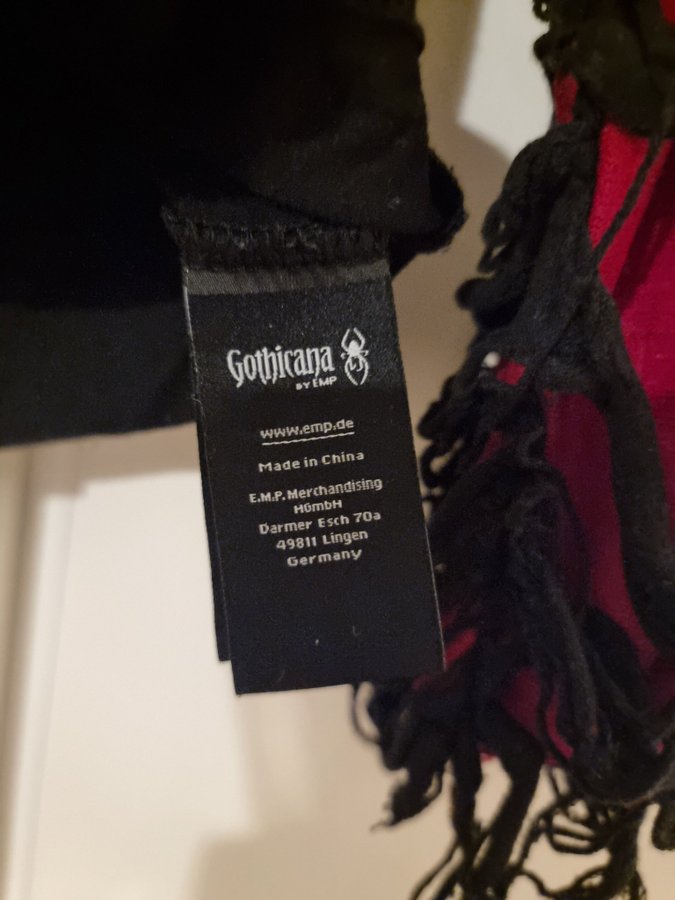 Gothicana
BY EMP
www.emp.de
Made in China
E.M.P. Merchandising
HGmbH
Darmer Esch 70a
49811 Lingen
Germany